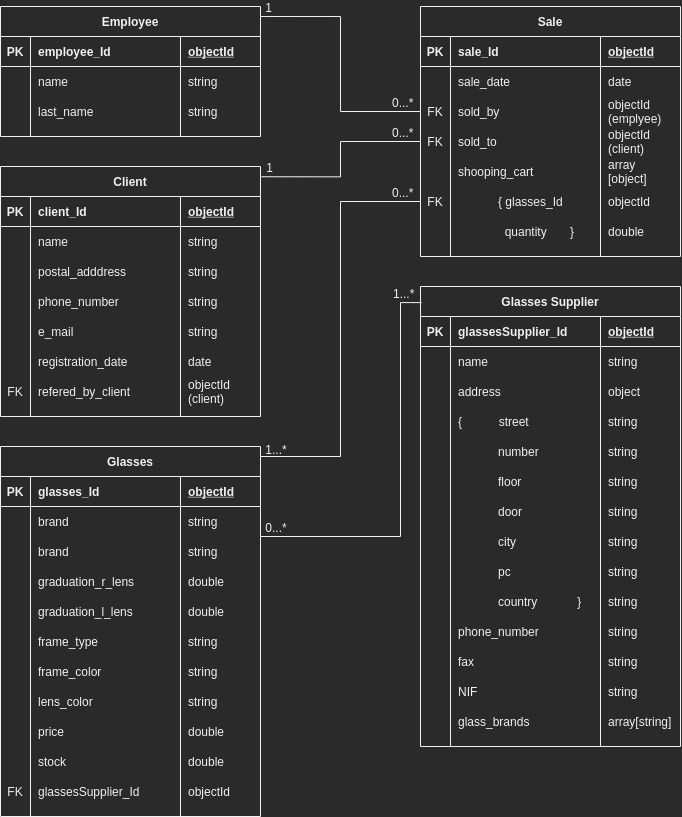 Employee
PK employee_Id objectId
name string
last_name string
Client
PK client_Id objectId
name string
postal_adddress string
phone_number string
e_mail string
registration_date date
FK refered_by_client objectId
(client)
Glasses
PK glasses_Id objectId
brand string
brand string
graduation_r_lens double
graduation_l_lens double
frame_type string
frame_color string
lens_color string
price double
stock double
FK glassesSupplier_Id objectId
1
0...*
0...*
1
0...*
1...*
1...*
0...*
Sale
PK sale_Id objectId
sale_date date
FK sold_by objectId
(emplyee)
FK sold_to objectId
(client)
shooping_cart array
[object]
FK { glasses_Id objectId
quantity } double
Glasses Supplier
PK glassesSupplier_Id objectId
name string
address object
{ street string
number string
floor string
door string
city string
pc string
country } string
phone_number string
fax string
NIF string
glass_brands array[string]